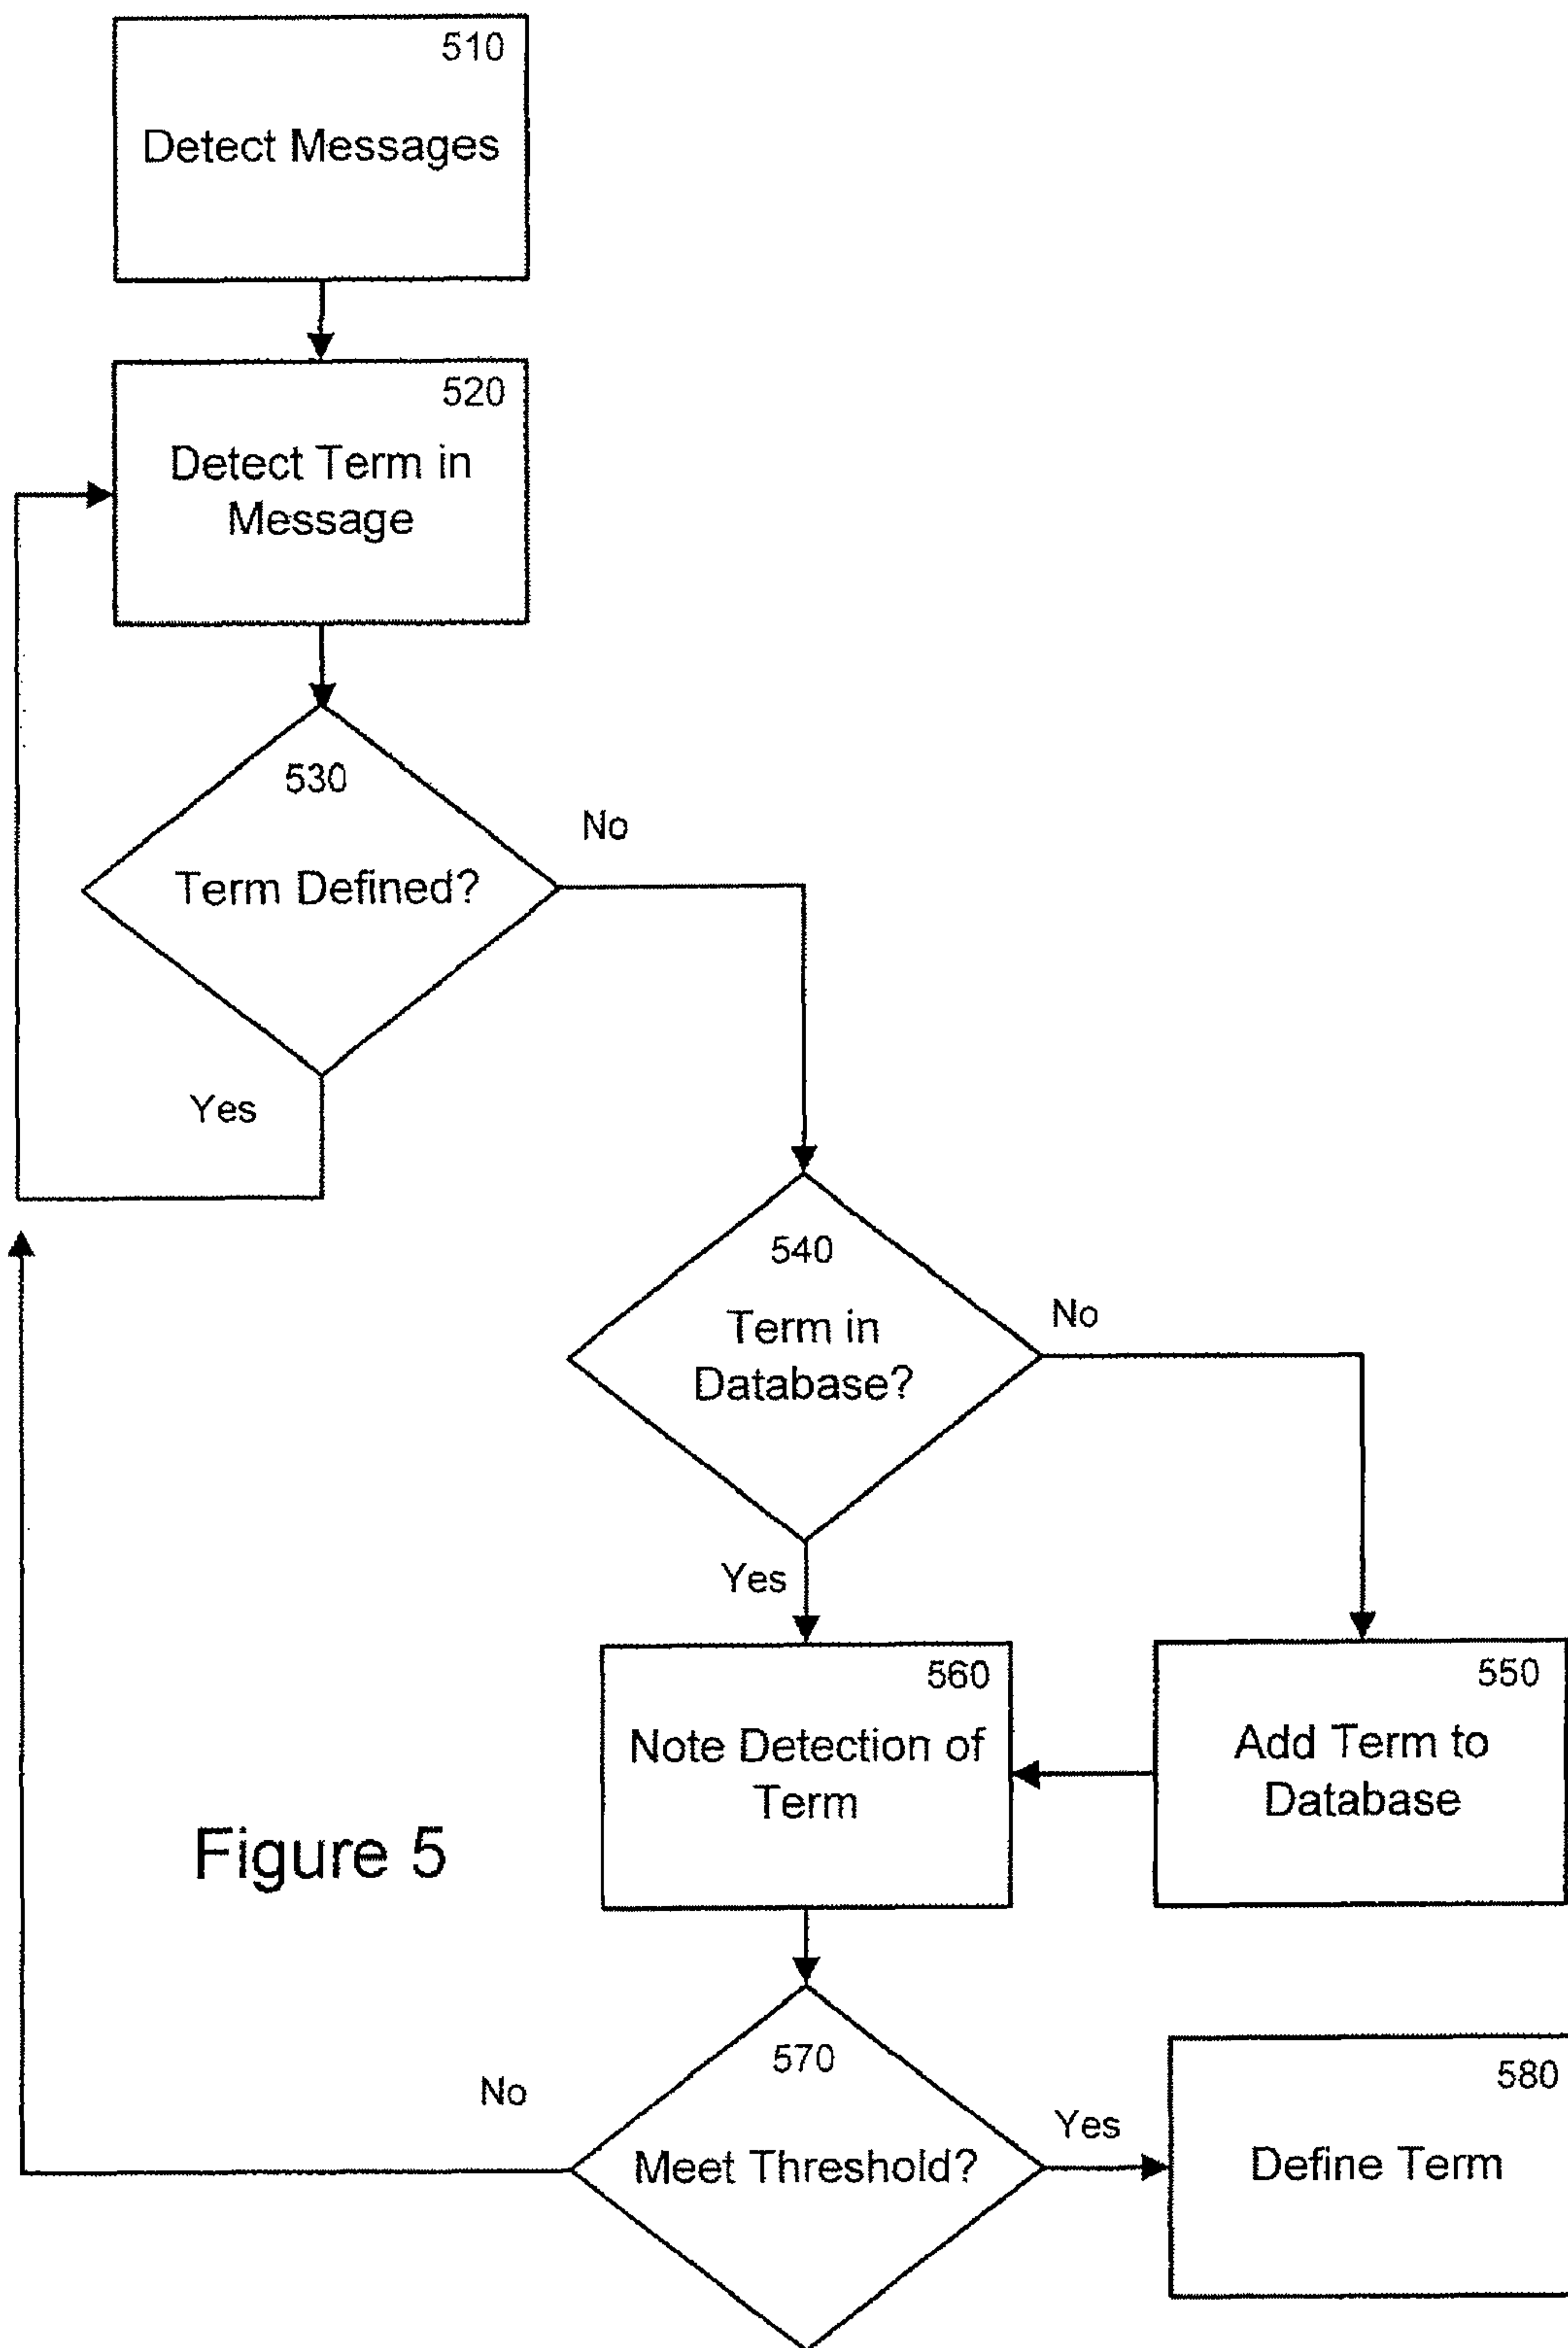 510
Detect Messages
520
Detect Term in
Message
530
Term Defined?
No
Yes
540
Term in
Database?
No
Yes
560
Note Detection of
Term
550
Add Term to
Database
Figure 5
570
Meet Threshold?
No
Yes
580
Define Term